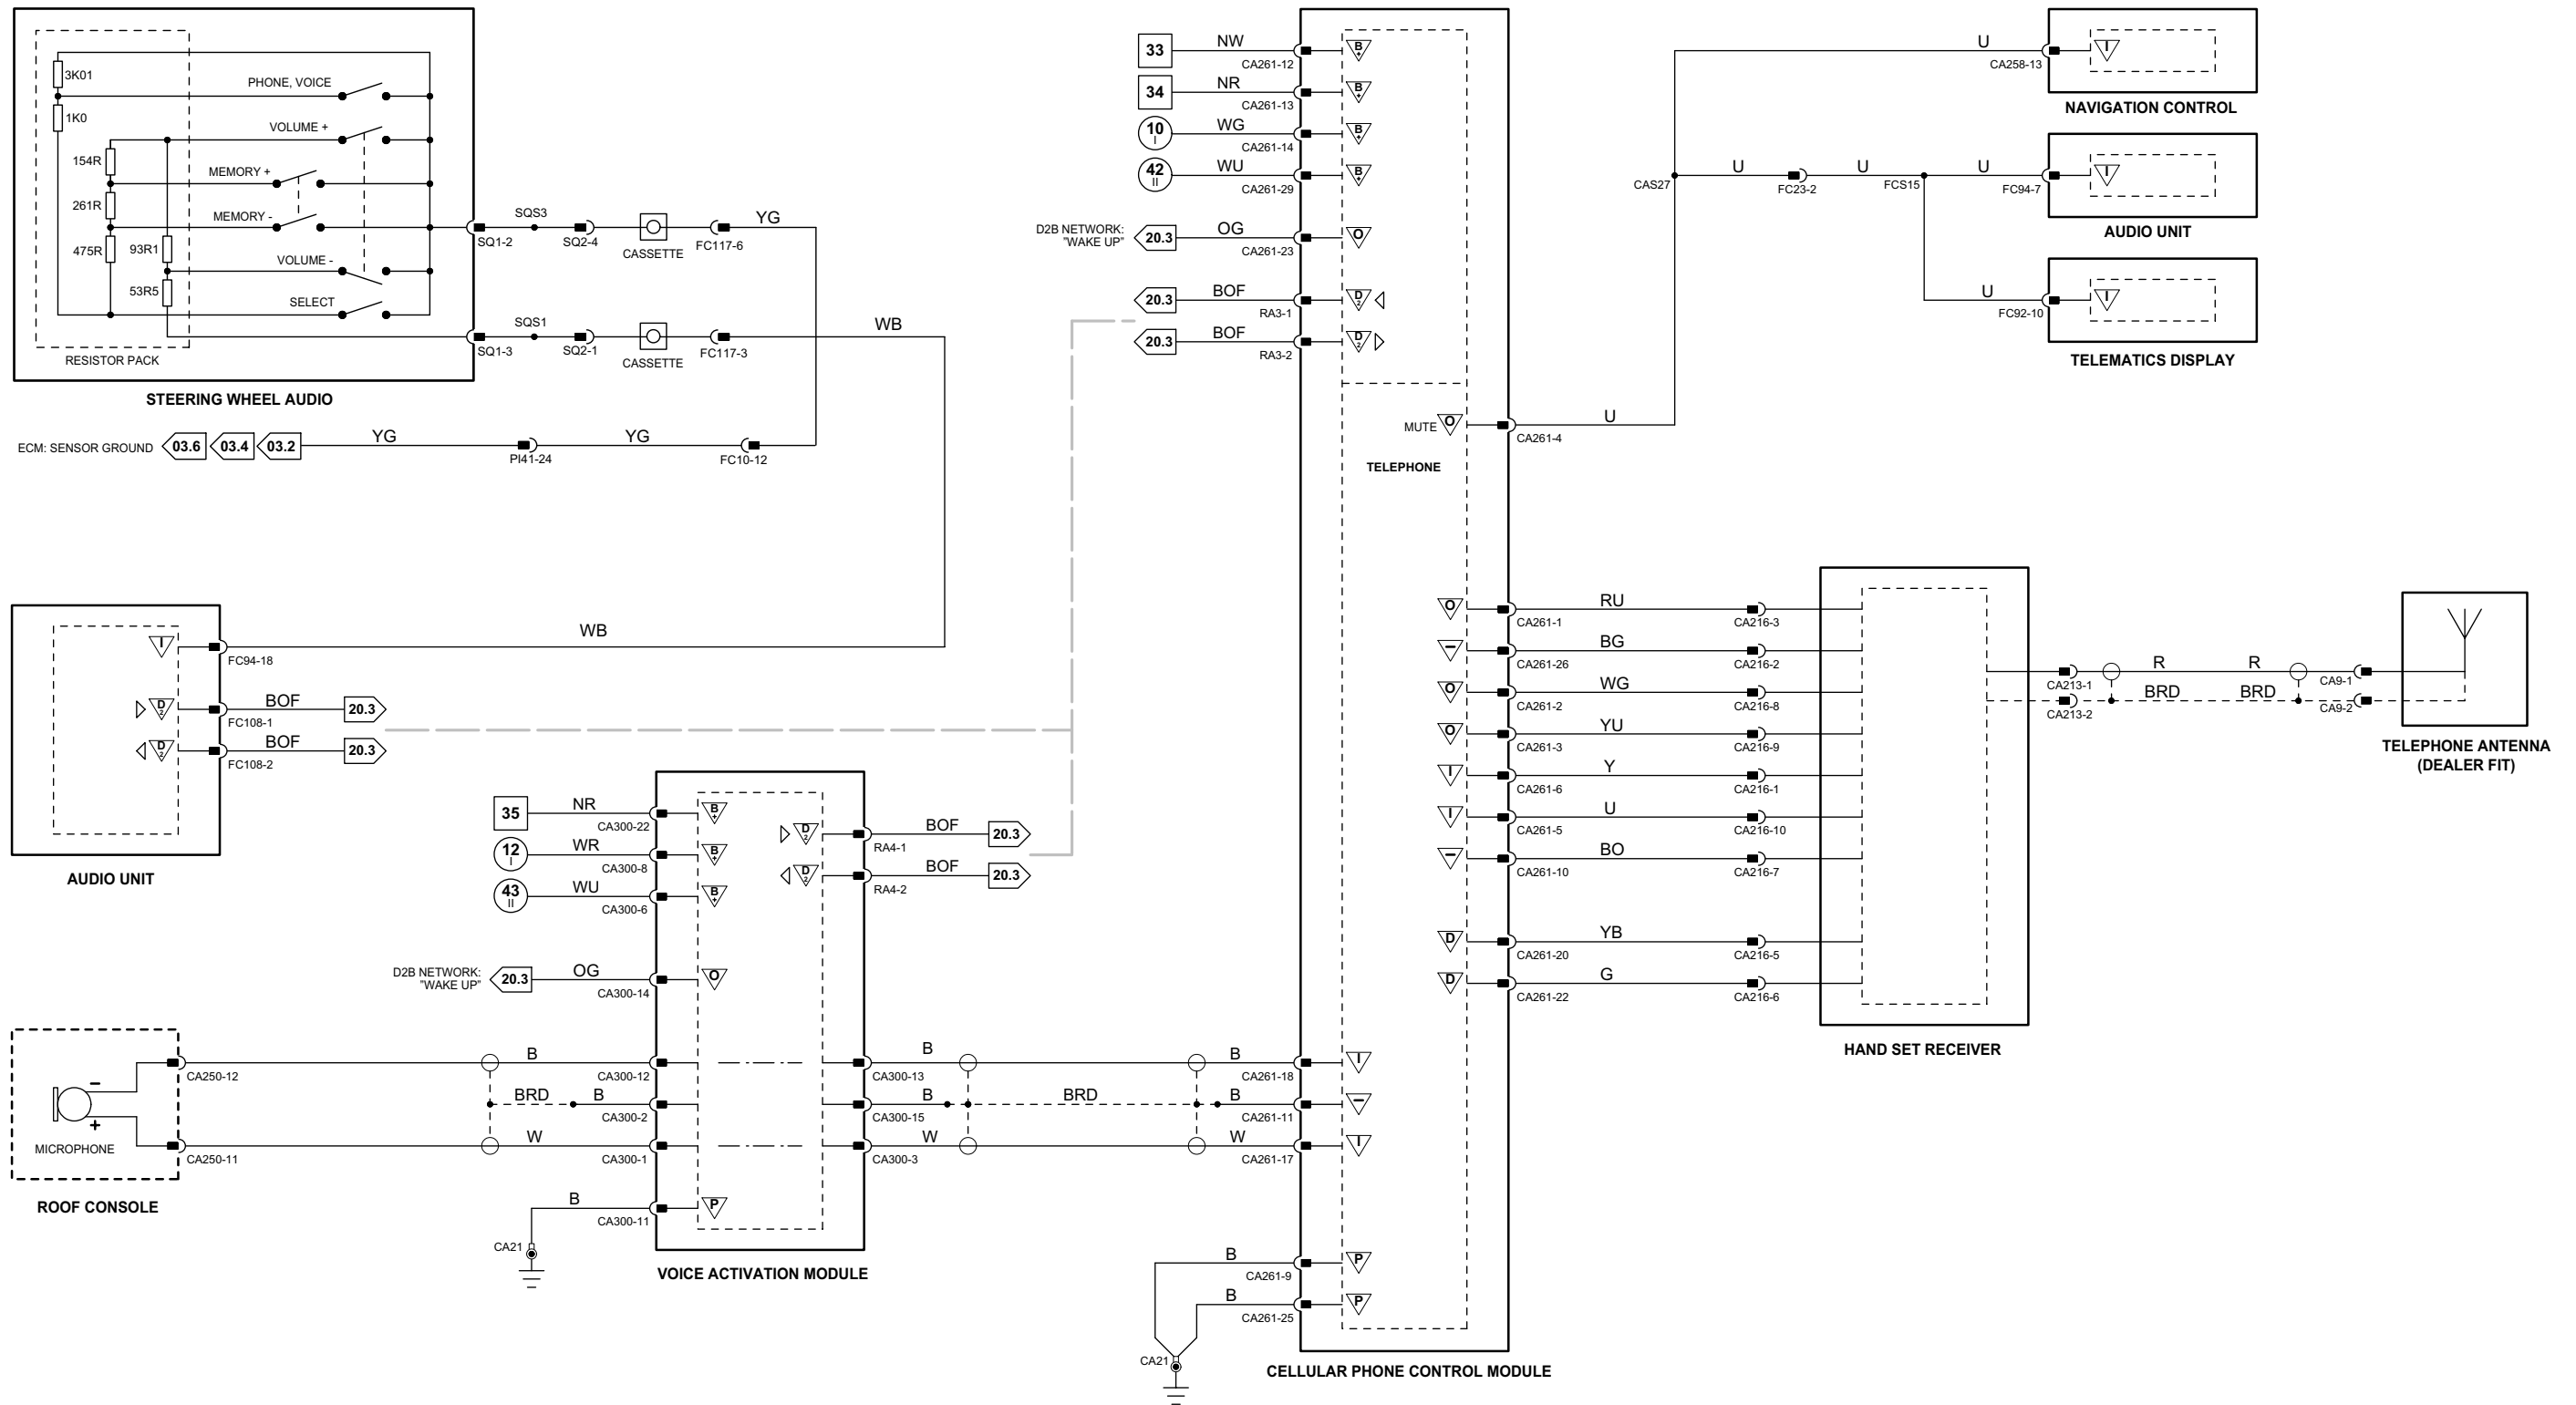 3K01
1K0
154R
261R
475R
93R1
53R5
PHONE, VOICE
VOLUME +
MEMORY +
MEMORY -
VOLUME -
SELECT
RESISTOR PACK
STEERING WHEEL AUDIO
SQ1-2
SQS3
SQ2-4
CASSETTE
FC117-6
YG
SQ1-3
SQS1
SQ2-1
CASSETTE
FC117-3
WB
ECM: SENSOR GROUND
03.6
03.4
03.2
YG
PI41-24
YG
FC10-12
I
FC94-18
WB
D2
FC108-1
BOF
20.3
D2
FC108-2
BOF
20.3
AUDIO UNIT
35
NR
CA300-22
B+
12
I
WR
CA300-8
B+
43
II
WU
CA300-6
B+
D2B NETWORK:
"WAKE UP"
20.3
OG
CA300-14
O
D2
RA4-1
BOF
20.3
D2
RA4-2
BOF
20.3
MICROPHONE
–
+
ROOF CONSOLE
CA250-12
B
CA300-12
BRD
B
CA300-2
CA250-11
W
CA300-1
B
CA300-11
P
CA21
VOICE ACTIVATION MODULE
CA300-13
B
B
CA261-18
I
CA300-15
B
BRD
B
CA261-11
–
CA300-3
W
W
CA261-17
I
B
CA261-9
P
B
CA261-25
P
CA21
CELLULAR PHONE CONTROL MODULE
33
NW
CA261-12
B+
34
NR
CA261-13
B+
10
I
WG
CA261-14
B+
42
II
WU
CA261-29
B+
D2B NETWORK:
"WAKE UP"
20.3
OG
CA261-23
O
20.3
BOF
RA3-1
D2
20.3
BOF
RA3-2
D2
MUTE
O
CA261-4
U
TELEPHONE
CAS27
U
CA258-13
I
NAVIGATION CONTROL
U
FC23-2
U
FCS15
U
FC94-7
I
AUDIO UNIT
U
FC92-10
I
TELEMATICS DISPLAY
O
CA261-1
RU
CA216-3
–
CA261-26
BG
CA216-2
O
CA261-2
WG
CA216-8
O
CA261-3
YU
CA216-9
I
CA261-6
Y
CA216-1
I
CA261-5
U
CA216-10
–
CA261-10
BO
CA216-7
D
CA261-20
YB
CA216-5
D
CA261-22
G
CA216-6
HAND SET RECEIVER
CA213-1
R
R
CA9-1
CA213-2
BRD
BRD
CA9-2
TELEPHONE ANTENNA
(DEALER FIT)